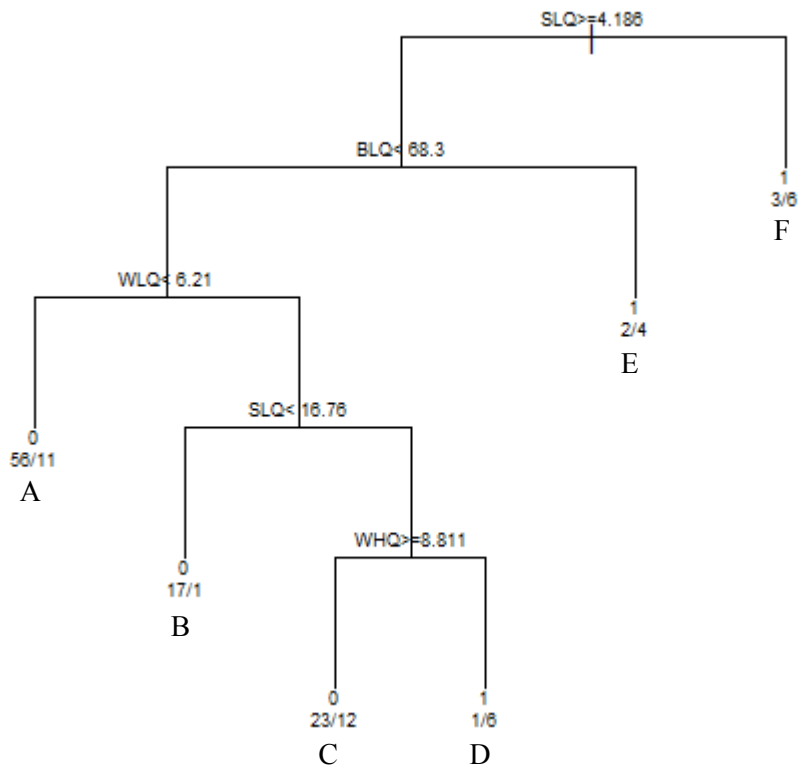 SLQ>=4.186
BLQ< 68.3
1
3/6
F
WLQ< 6.21
1
2/4
E
SLQ< 16.76
0
56/11
A
WHQ>=8.811
0
17/1
B
0
23/12
C
1
1/6
D